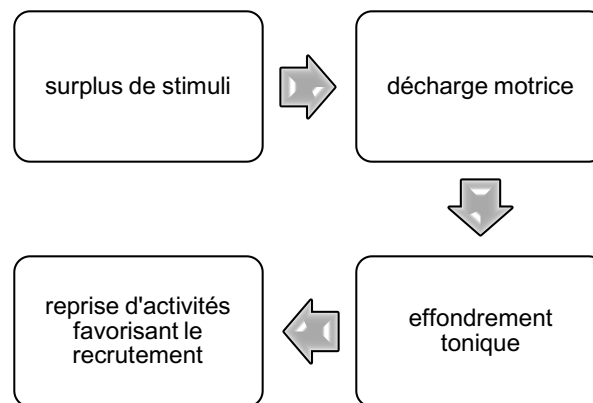 surplus de stimuli
décharge motrice
effondrement
tonique
reprise d'activités
favorisant le
recrutement